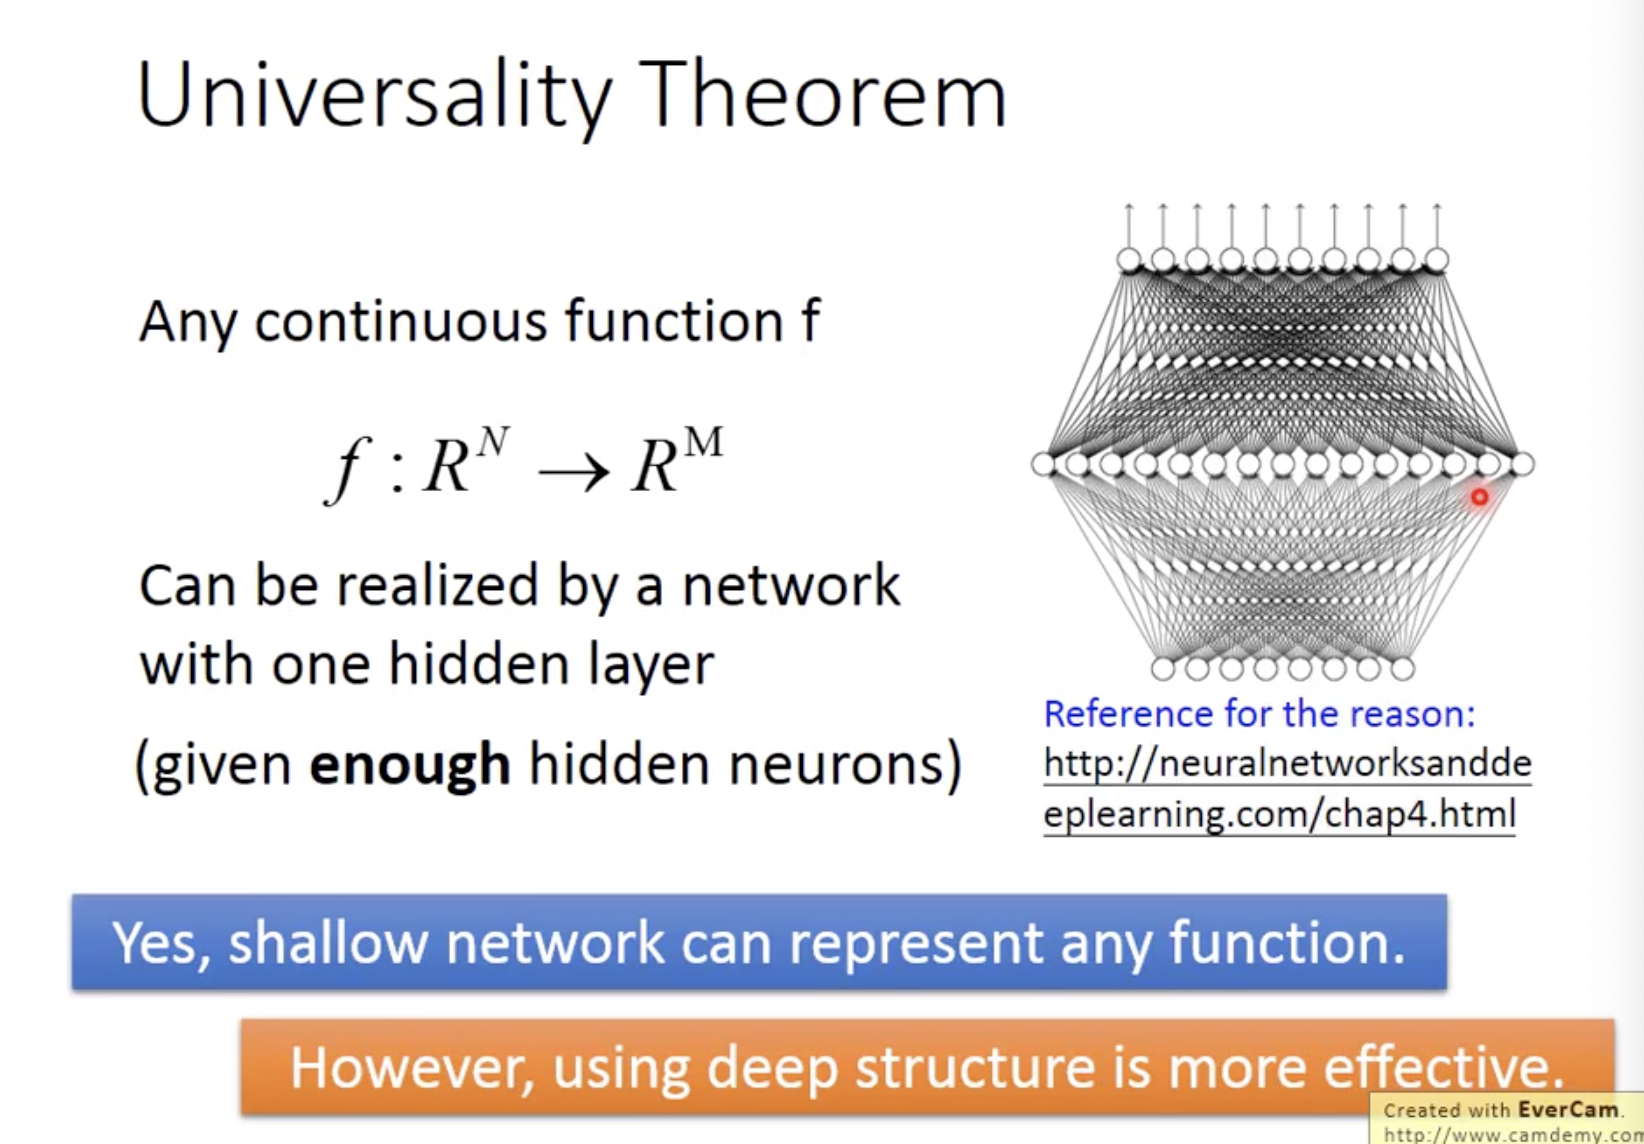 Universality Theorem
Any continuous function f
f : R^N → R^M
Can be realized by a network
with one hidden layer
(given enough hidden neurons)
Reference for the reason:
http://neuralnetworksandde
eplearning.com/chap4.html
Yes, shallow network can represent any function.
However, using deep structure is more effective.
Created with EverCam.
http://www.camdemy.com